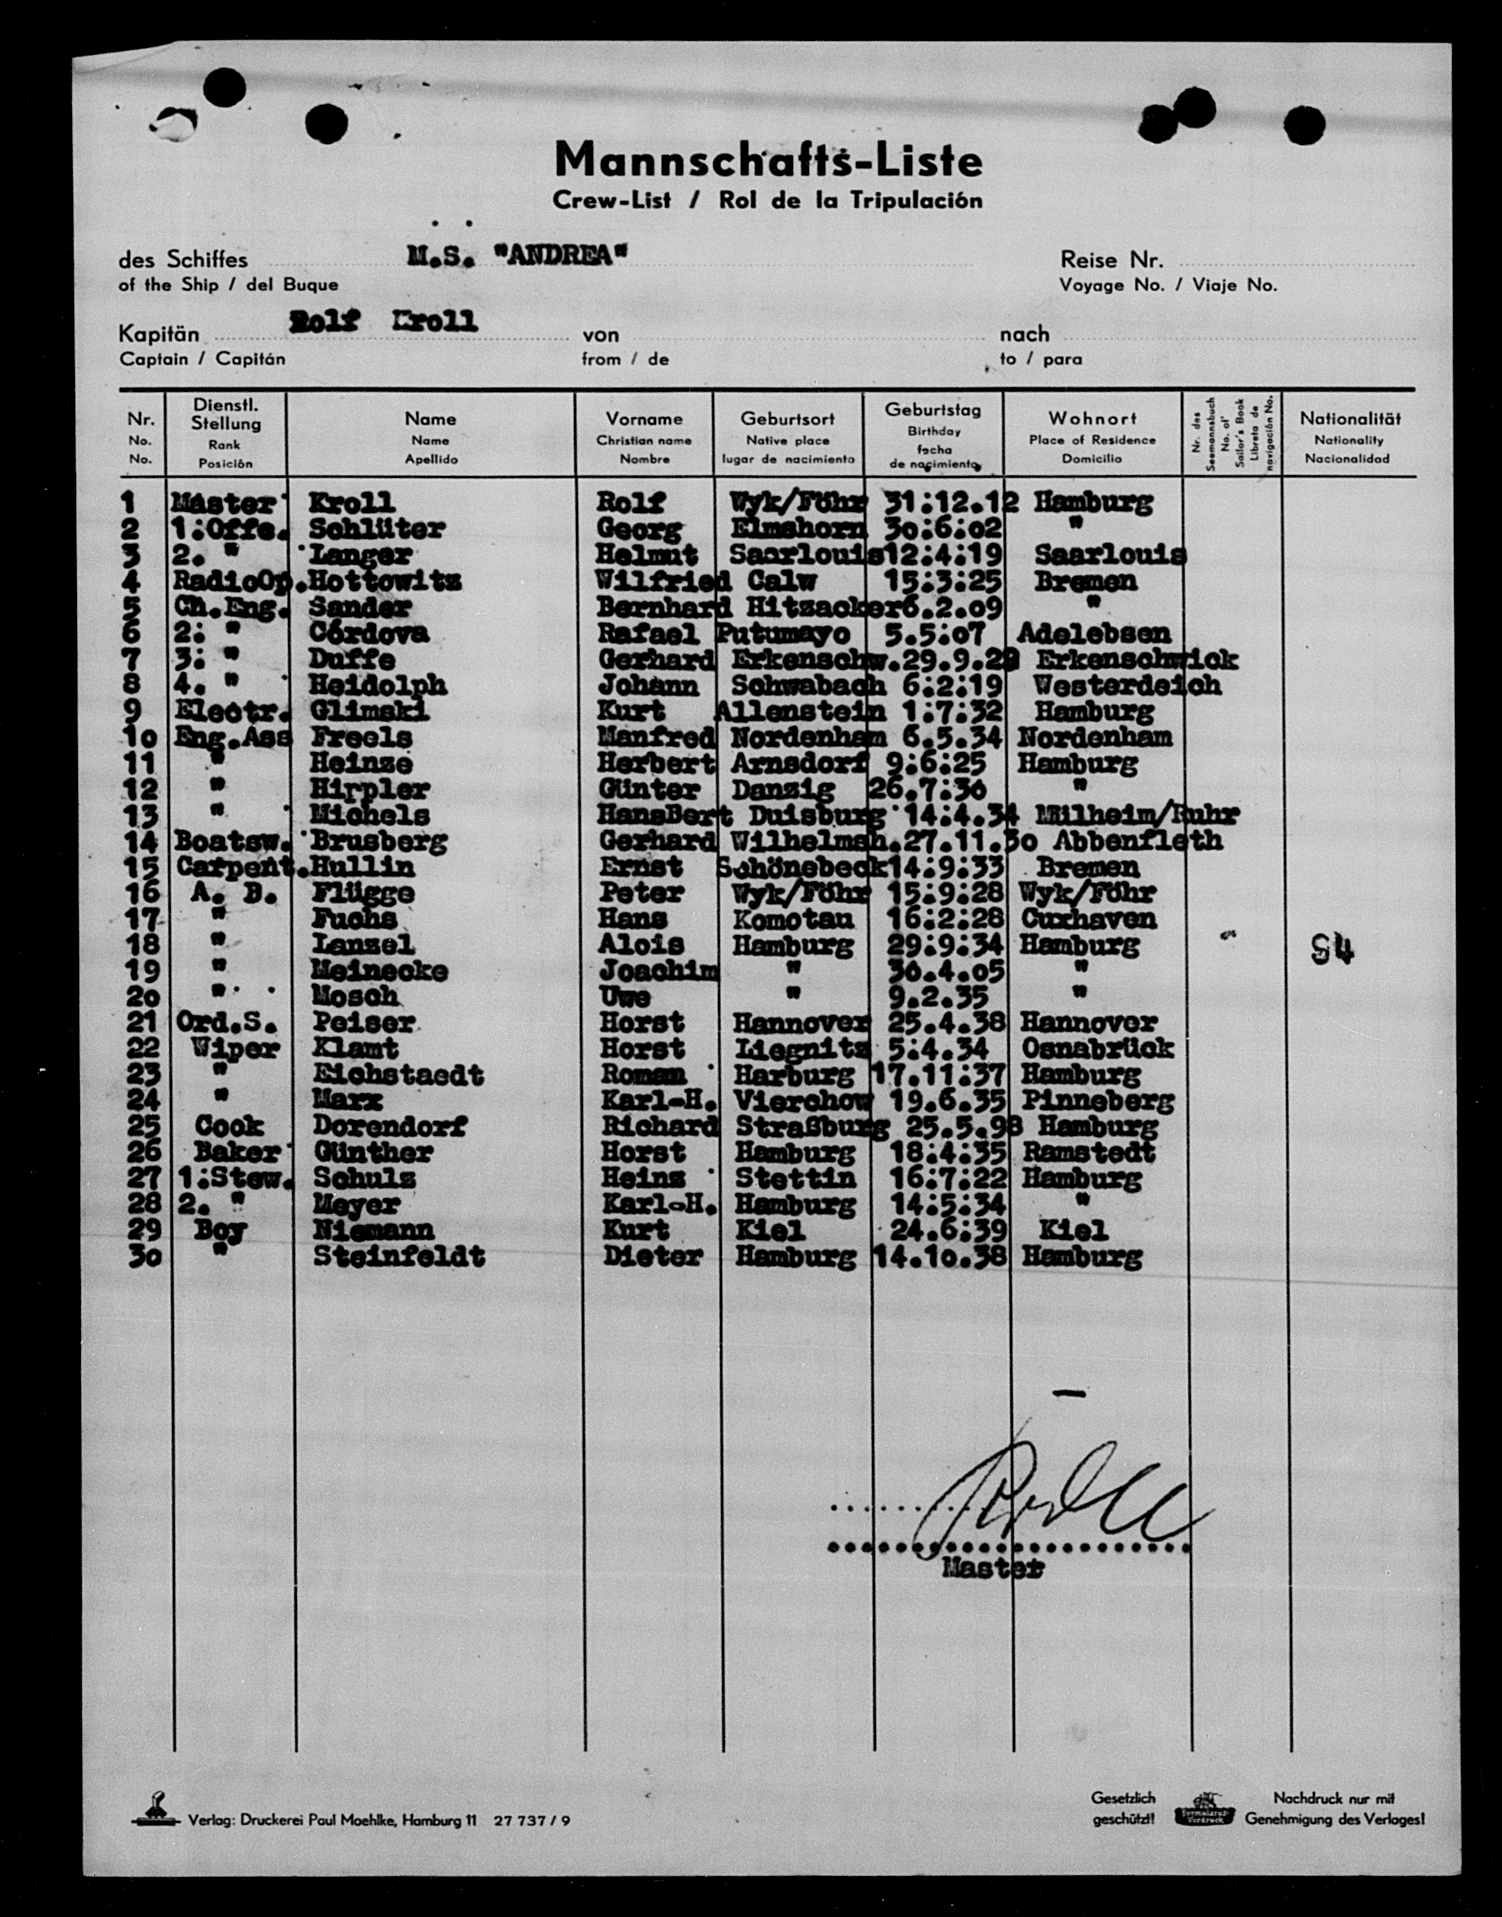 Mannschafts-Liste
Crew-List / Rol de la Tripulación
des Schiffes M.S. "ANDREA" Reise Nr.
of the Ship / del Buque Voyage No. / Viaje No.
Kapitän Rolf Kroll von nach
Captain / Capitán from / de to / para
Nr. No. No. Dienstl. Stellung Rank Posición Name Name Apellido Vorname Christian name Nombre Geburtsort Native place lugar de nacimiento Geburtstag Birthday fecha de nacimiento Wohnort Place of Residence Domicilio Nr. des Seemannsbuch No. of Sailor's Book Libreta de navigación No. Nationalität Nationality Nacionalidad
1 Master Kroll Rolf Wyk/Föhr 31:12.12 Hamburg
2 1:Offe. Schlüter Georg Elmshorn 3o:6:o2 "
3 2. " Langer Helmut Saarlouis 12:4:19 Saarlouis
4 RadioOp. Hottowitz Wilfried Calw 15:3:25 Bremen
5 Ch.Eng. Sander Bernhard Hitzacker 6.2.o9 "
6 2: " Córdova Rafael Putumayo 5.5:o7 Adelebsen
7 3: " Duffe Gerhard Erkenschw. 29.9.29 Erkenschwick
8 4. " Heidolph Johann Schwabach 6:2:19 Westerdeich
9 Electr. Glimski Kurt Allenstein 1:7:32 Hamburg
1o Eng.Ass Freels Manfred Nordenham 6.5.34 Nordenham
11 " Heinze Herbert Arnsdorf 9:6:25 Hamburg
12 " Hirpler Günter Danzig 26.7:3o "
13 " Michels HansBert Duisburg 14:4.34 Mülheim/Ruhr
14 Boatsw. Brusberg Gerhard Wilhelmsh. 27.11.3o Abbenfleth
15 Carpent. Hullin Ernst Schönebeck 14:9:33 Bremen
16 A. B. Flügge Peter Wyk/Föhr 15:9:28 Wyk/Föhr
17 " Fuchs Hans Komotau 16:2:28 Cuxhaven
18 " Lanzel Alois Hamburg 29:9:34 Hamburg 54
19 " Meinecke Joachim " 3o.4.o5 "
2o " Mosch Uwe " 9.2.35 "
21 Ord.S. Peiser Horst Hannover 25.4.38 Hannover
22 Wiper Klamt Horst Liegnitz 5:4.34 Osnabrück
23 " Eichstaedt Roman Harburg 17.11:37 Hamburg
24 " Marx Karl-H. Vierchow 19.6.35 Pinneberg
25 Cook Dorendorf Richard Straßburg 25.5.98 Hamburg
26 Baker Günther Horst Hamburg 18:4:35 Ramstedt
27 1:Stew. Schulz Heinz Stettin 16:7:22 Hamburg
28 2. " Meyer Karl-H. Hamburg 14:5:34 "
29 Boy Niemann Kurt Kiel 24.6:39 Kiel
3o " Steinfeldt Dieter Hamburg 14.1o.38 Hamburg
Master
Verlag: Druckerei Paul Moehlke, Hamburg 11 27 737 / 9
Gesetzlich geschützt!
Nachdruck nur mit Genehmigung des Verlages!